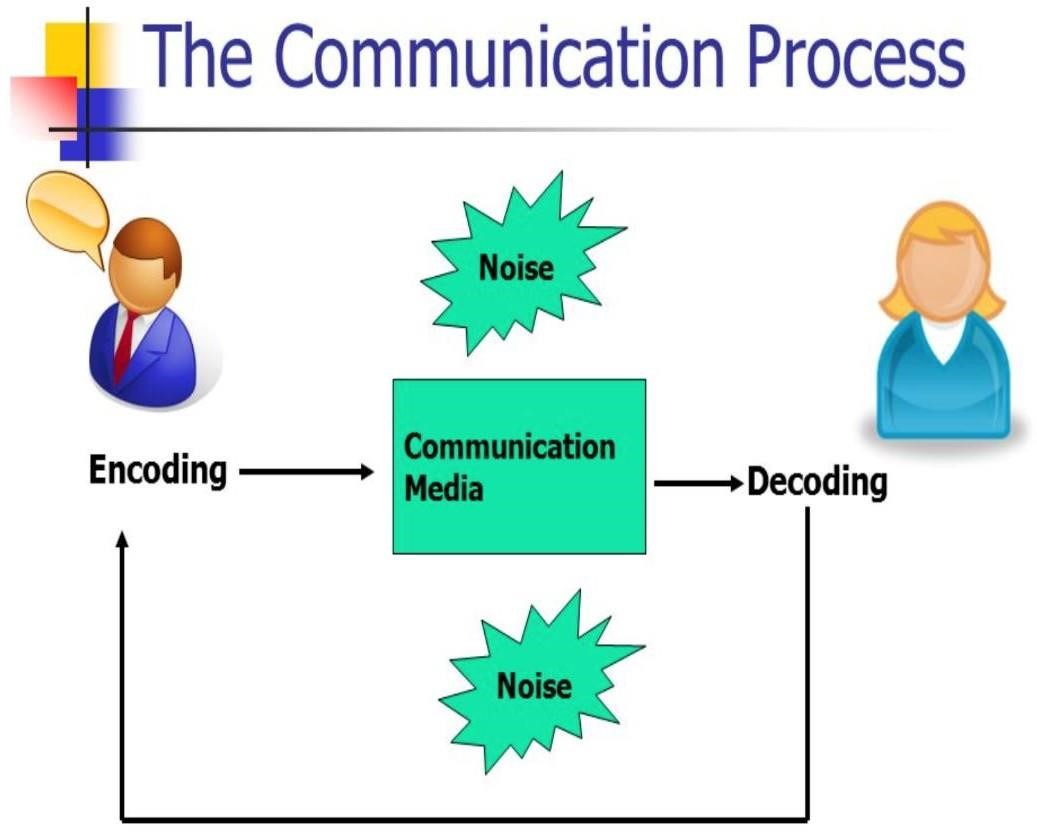 The Communication Process
Noise
Communication
Media
Encoding
Decoding
Noise